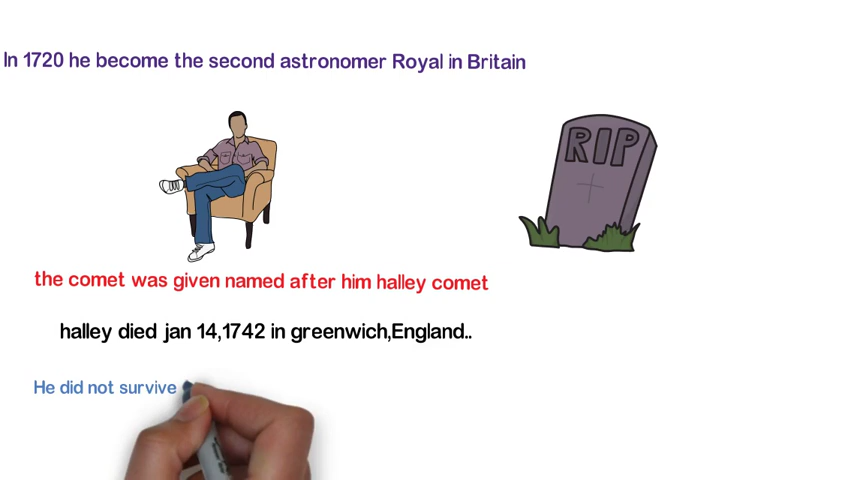 In 1720 he become the second astronomer Royal in Britain
RIP
the comet was given named after him halley comet
halley died jan 14,1742 in greenwich,England..
He did not survive